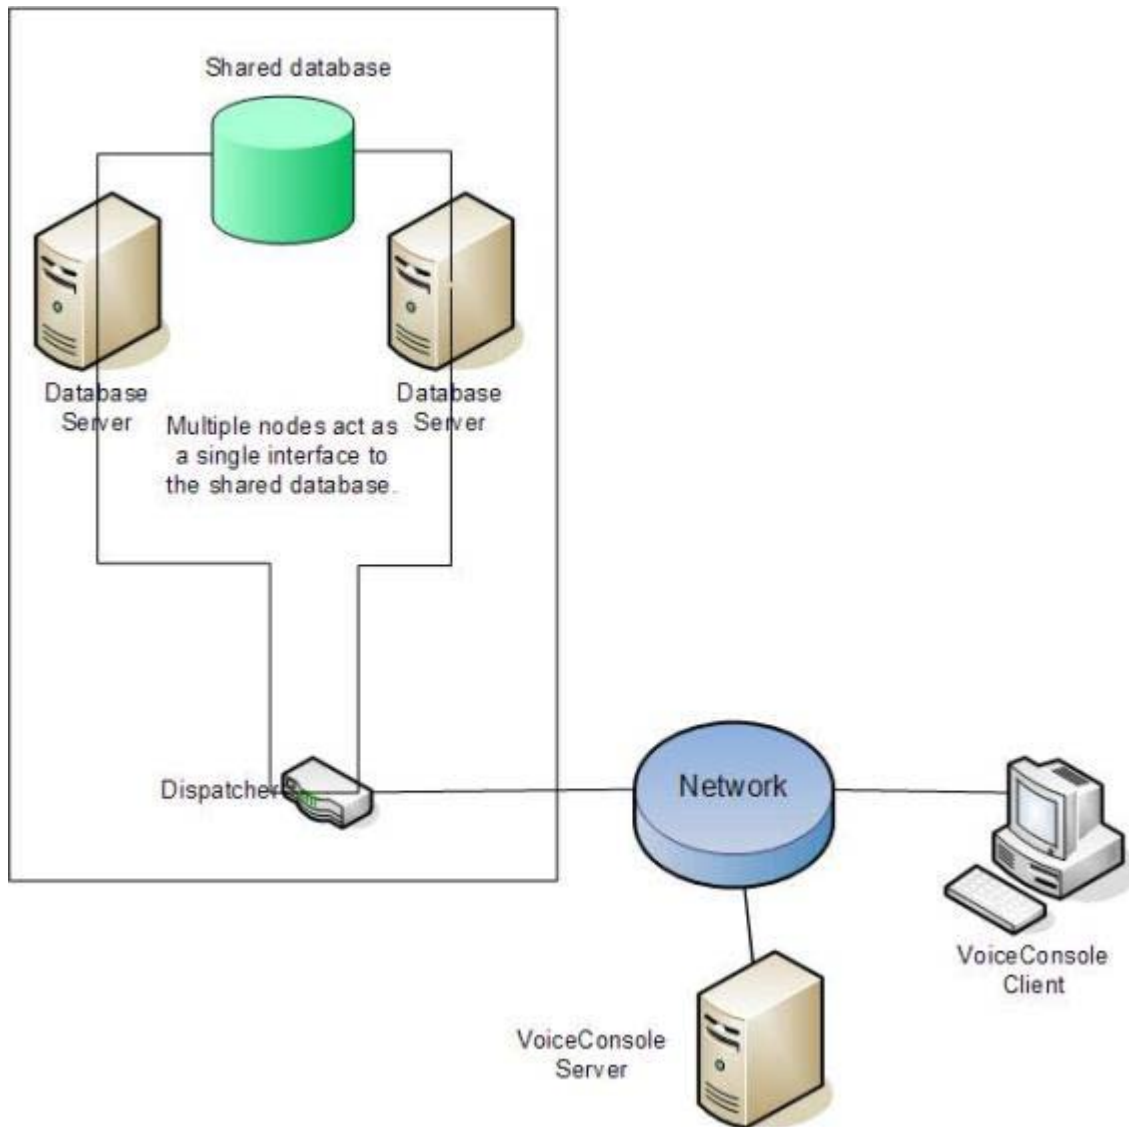 Shared database
Database
Server
Database
Server
Multiple nodes act as
a single interface to
the shared database.
Dispatcher
Network
VoiceConsole
Client
VoiceConsole
Server